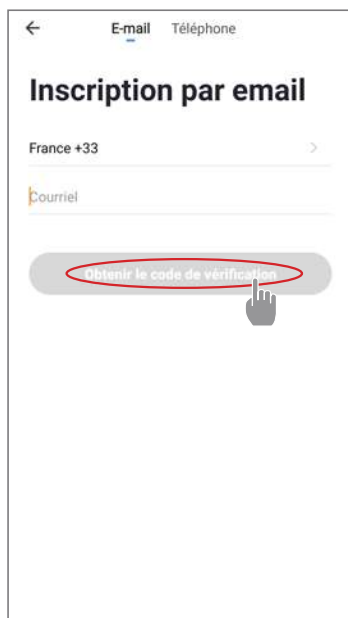 E-mail Téléphone
Inscription par email
France +33
Courriel
Obtenir le code de vérification